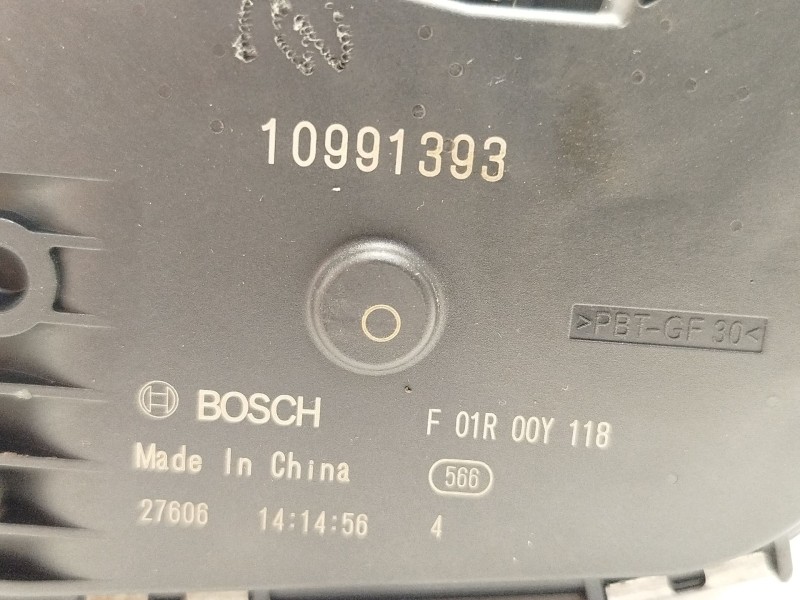 10991393
>PBT-GF 30<
BOSCH F 01R 00Y 118
Made In China 566
27606 14:14:56 4